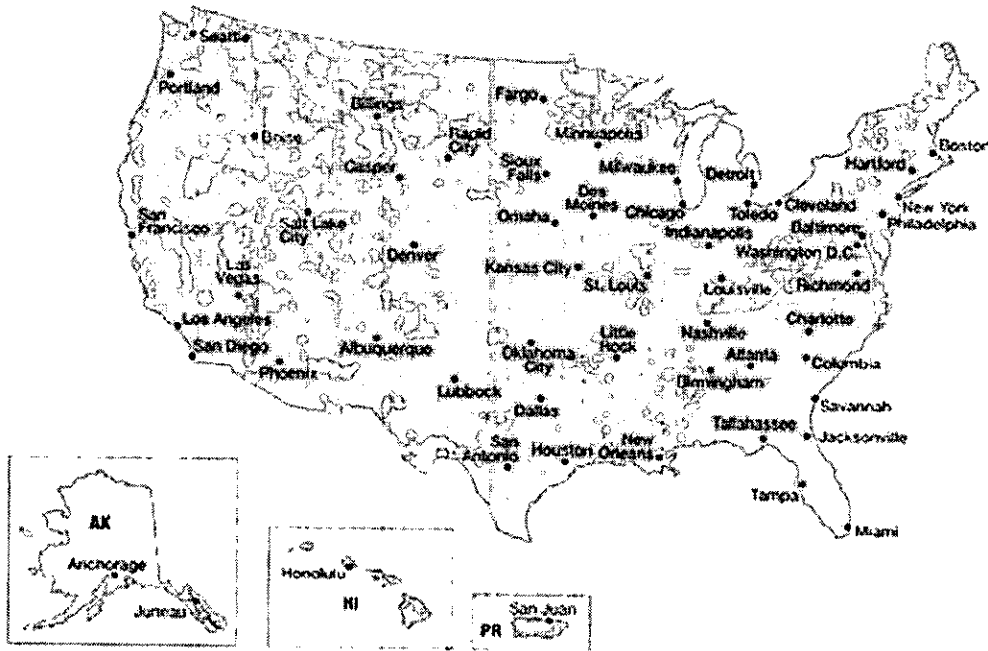 Seattle
Portland
Billings
Fargo
Minneapolis
Boise
Rapid
City
Boston
Casper
Sioux
Falls
Milwaukee
Detroit
Hartford
San
Francisco
Salt Lake
City
Omaha
Des
Moines
Chicago
Toledo
Cleveland
New York
Philadelphia
Indianapolis
Baltimore
Washington D.C.
Denver
Las
Vegas
Kansas City
St. Louis
Louisville
Richmond
Los Angeles
San Diego
Phoenix
Albuquerque
Oklahoma
City
Little
Rock
Nashville
Charlotte
Atlanta
Birmingham
Columbia
Lubbock
Dallas
Savannah
Tallahassee
Jacksonville
San
Antonio
Houston
New
Orleans
Tampa
Miami
AK
Anchorage
Juneau
Honolulu
HI
San Juan
PR